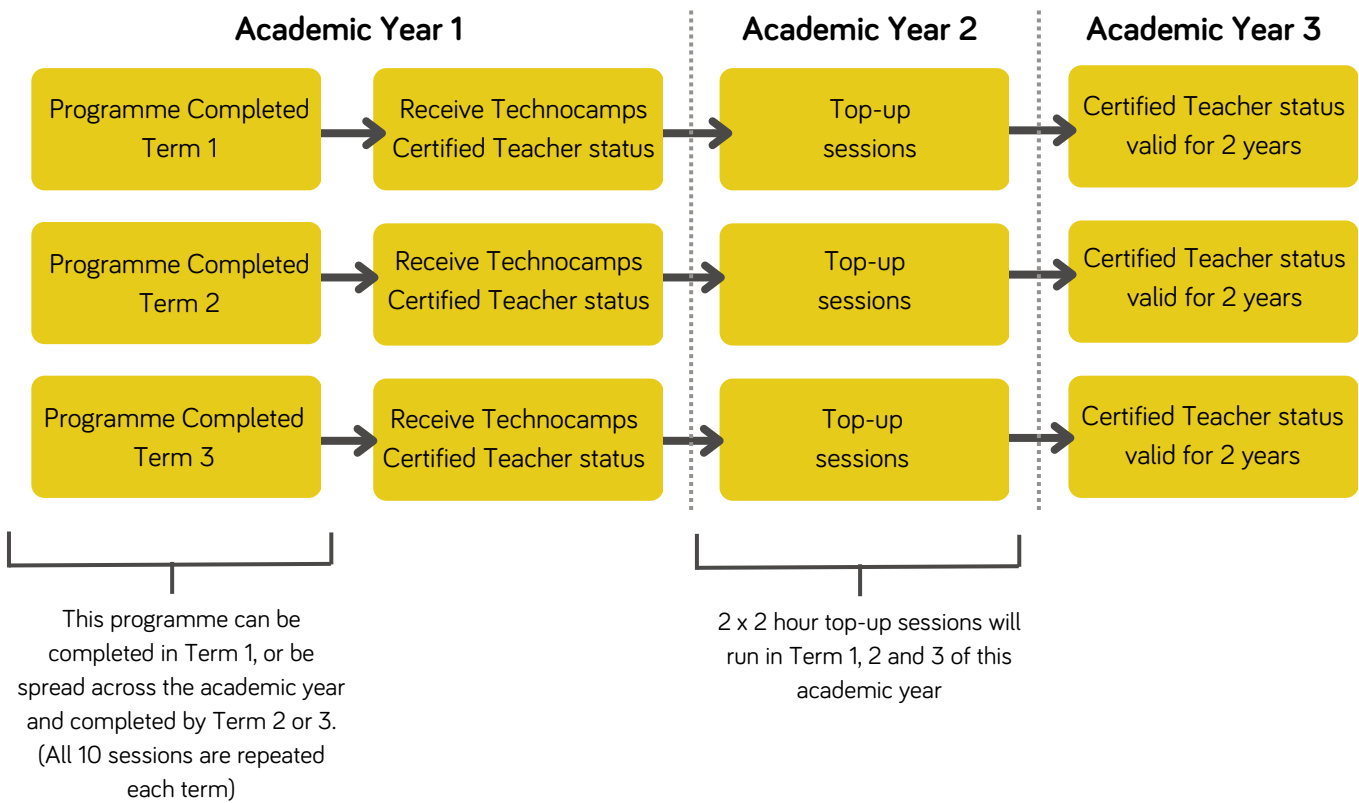 Academic Year 1
Academic Year 2
Academic Year 3
Programme Completed
Term 1
Receive Technocamps
Certified Teacher status
Top-up
sessions
Certified Teacher status
valid for 2 years
Programme Completed
Term 2
Receive Technocamps
Certified Teacher status
Top-up
sessions
Certified Teacher status
valid for 2 years
Programme Completed
Term 3
Receive Technocamps
Certified Teacher status
Top-up
sessions
Certified Teacher status
valid for 2 years
This programme can be
completed in Term 1, or be
spread across the academic year
and completed by Term 2 or 3.
(All 10 sessions are repeated
each term)
2 x 2 hour top-up sessions will
run in Term 1, 2 and 3 of this
academic year